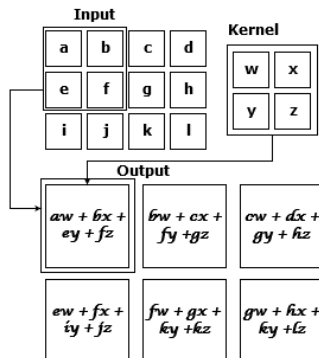 Input
Kernel
a b c d
w x
e f g h
y z
i j k l
Output
aw + bx +
ey + fz
bw + cx +
fy +gz
cw + dx +
gy + hz
ew + fx +
iy + jz
fw + gx +
ky +kz
gw + hx +
ky +lz